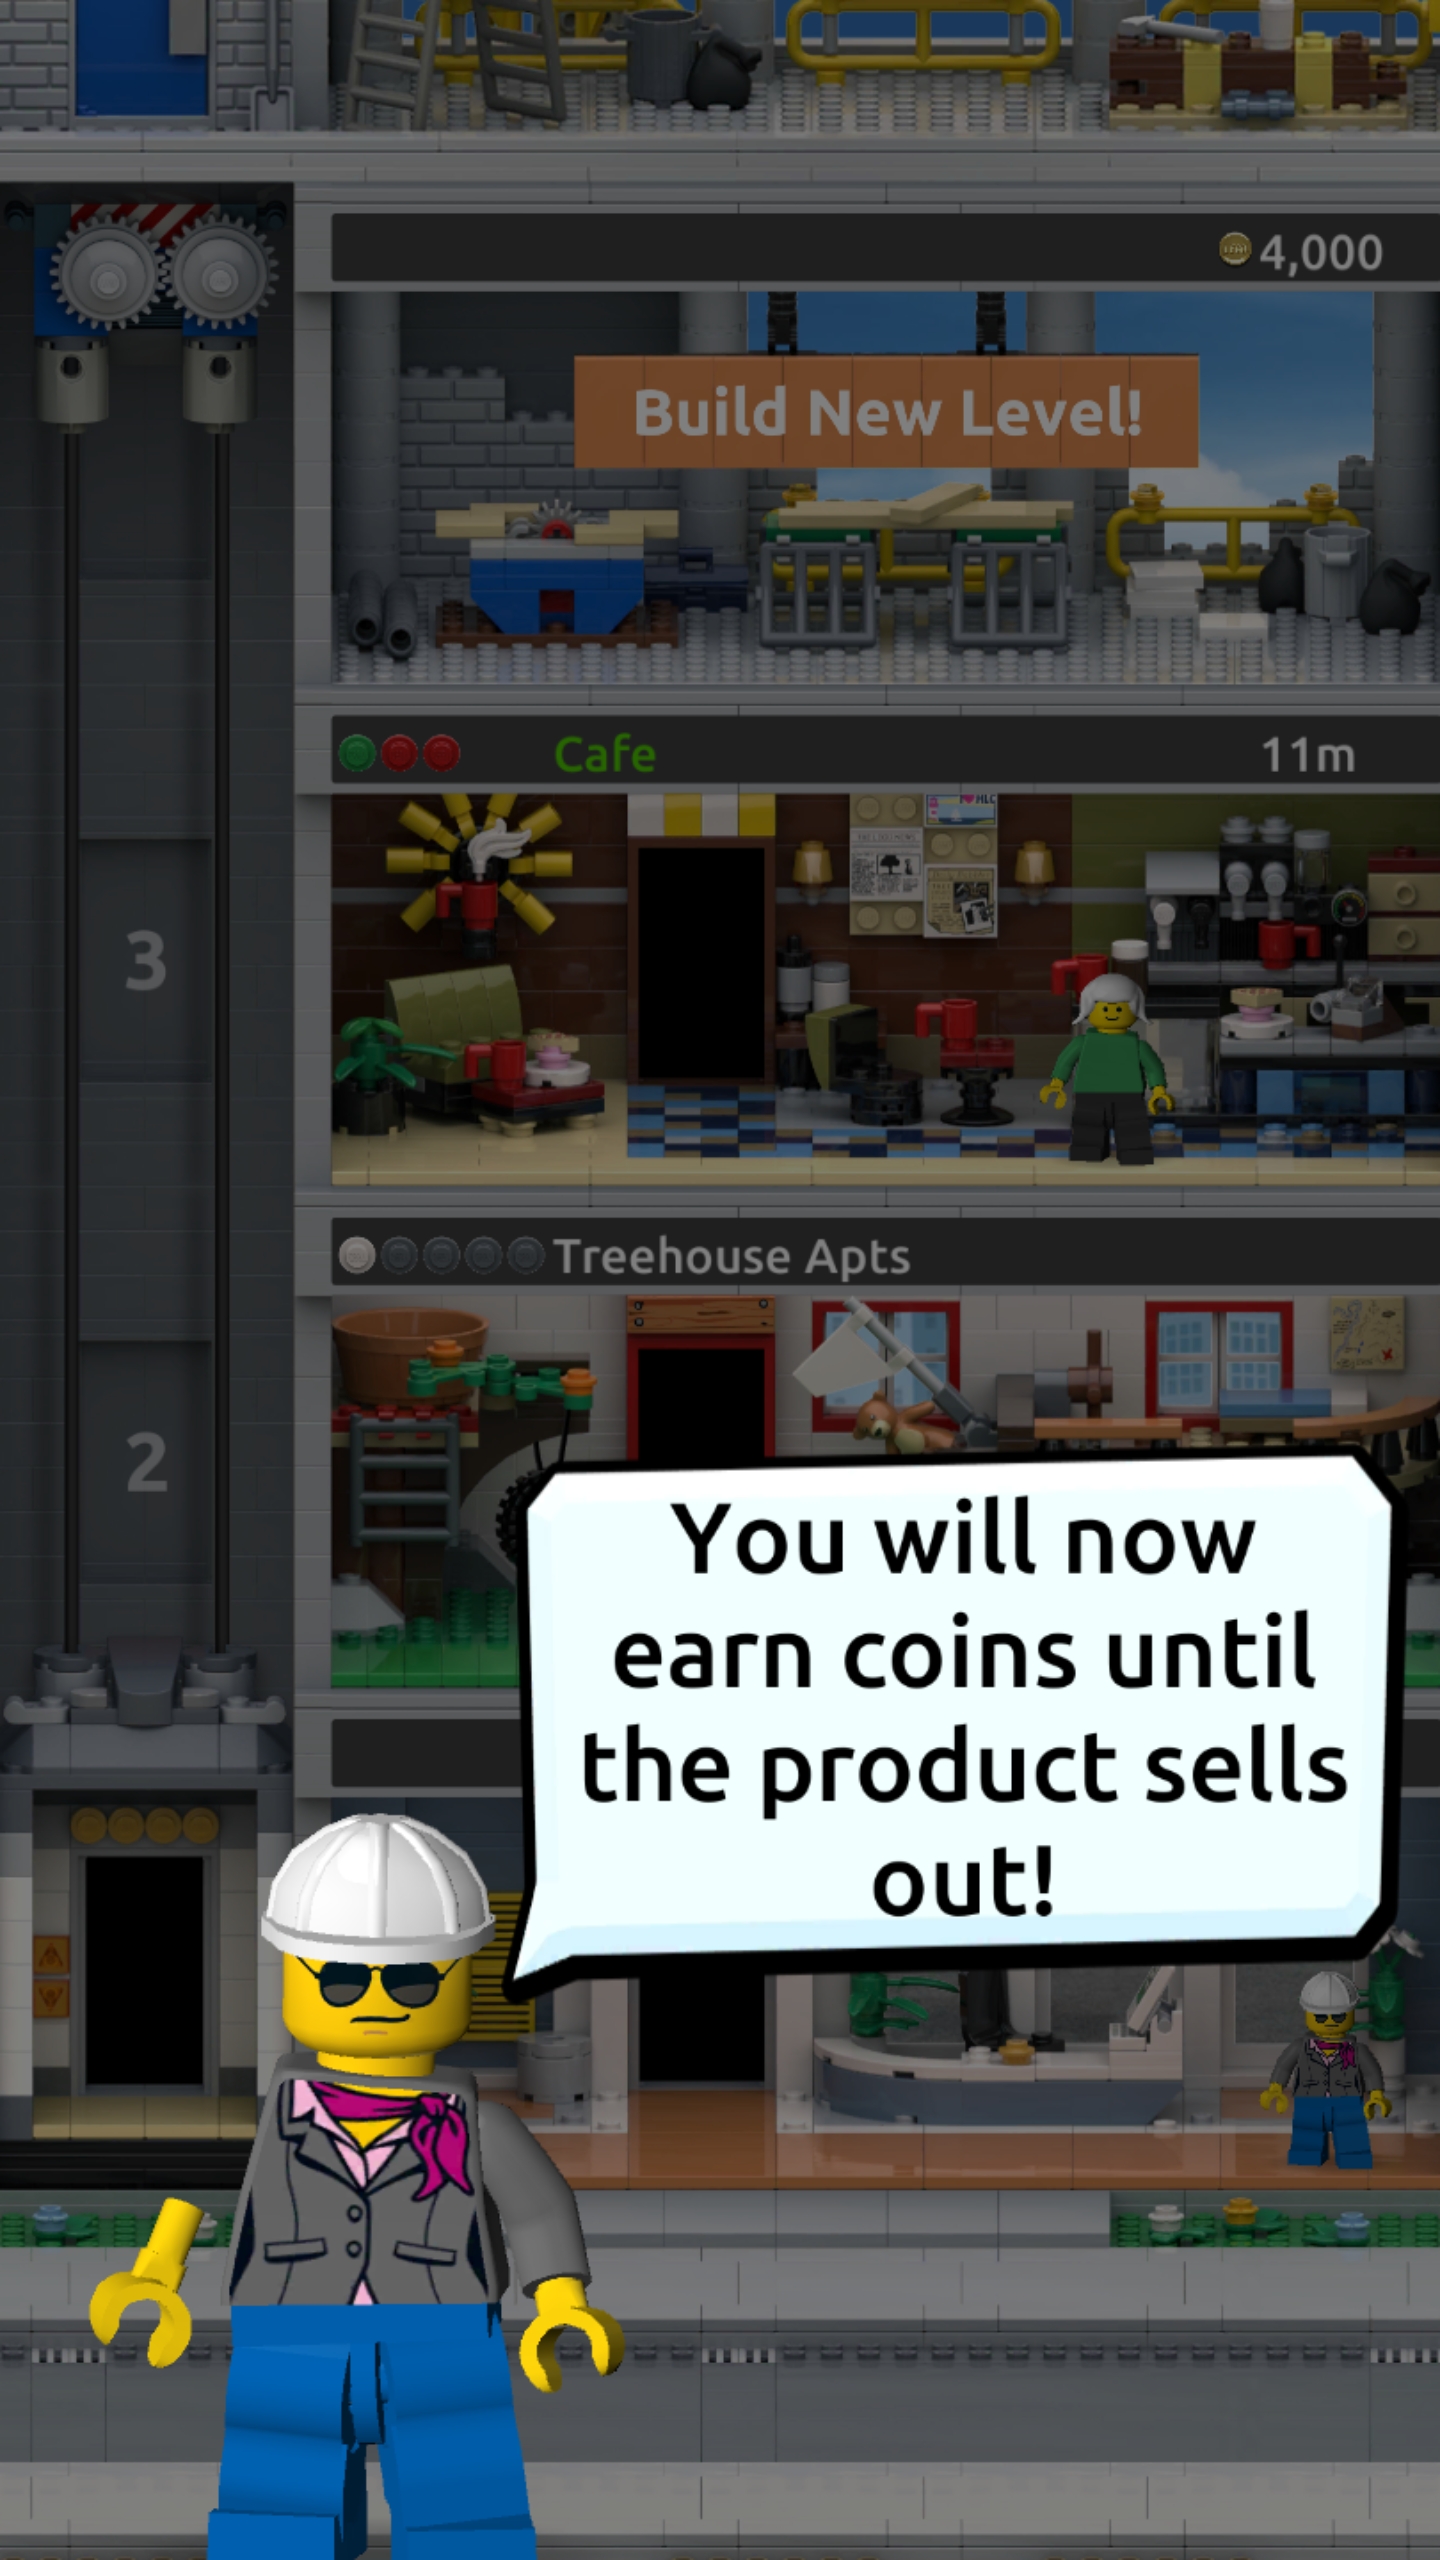 4,000
Build New Level!
Cafe 11m
3
Treehouse Apts
2
You will now
earn coins until
the product sells
out!